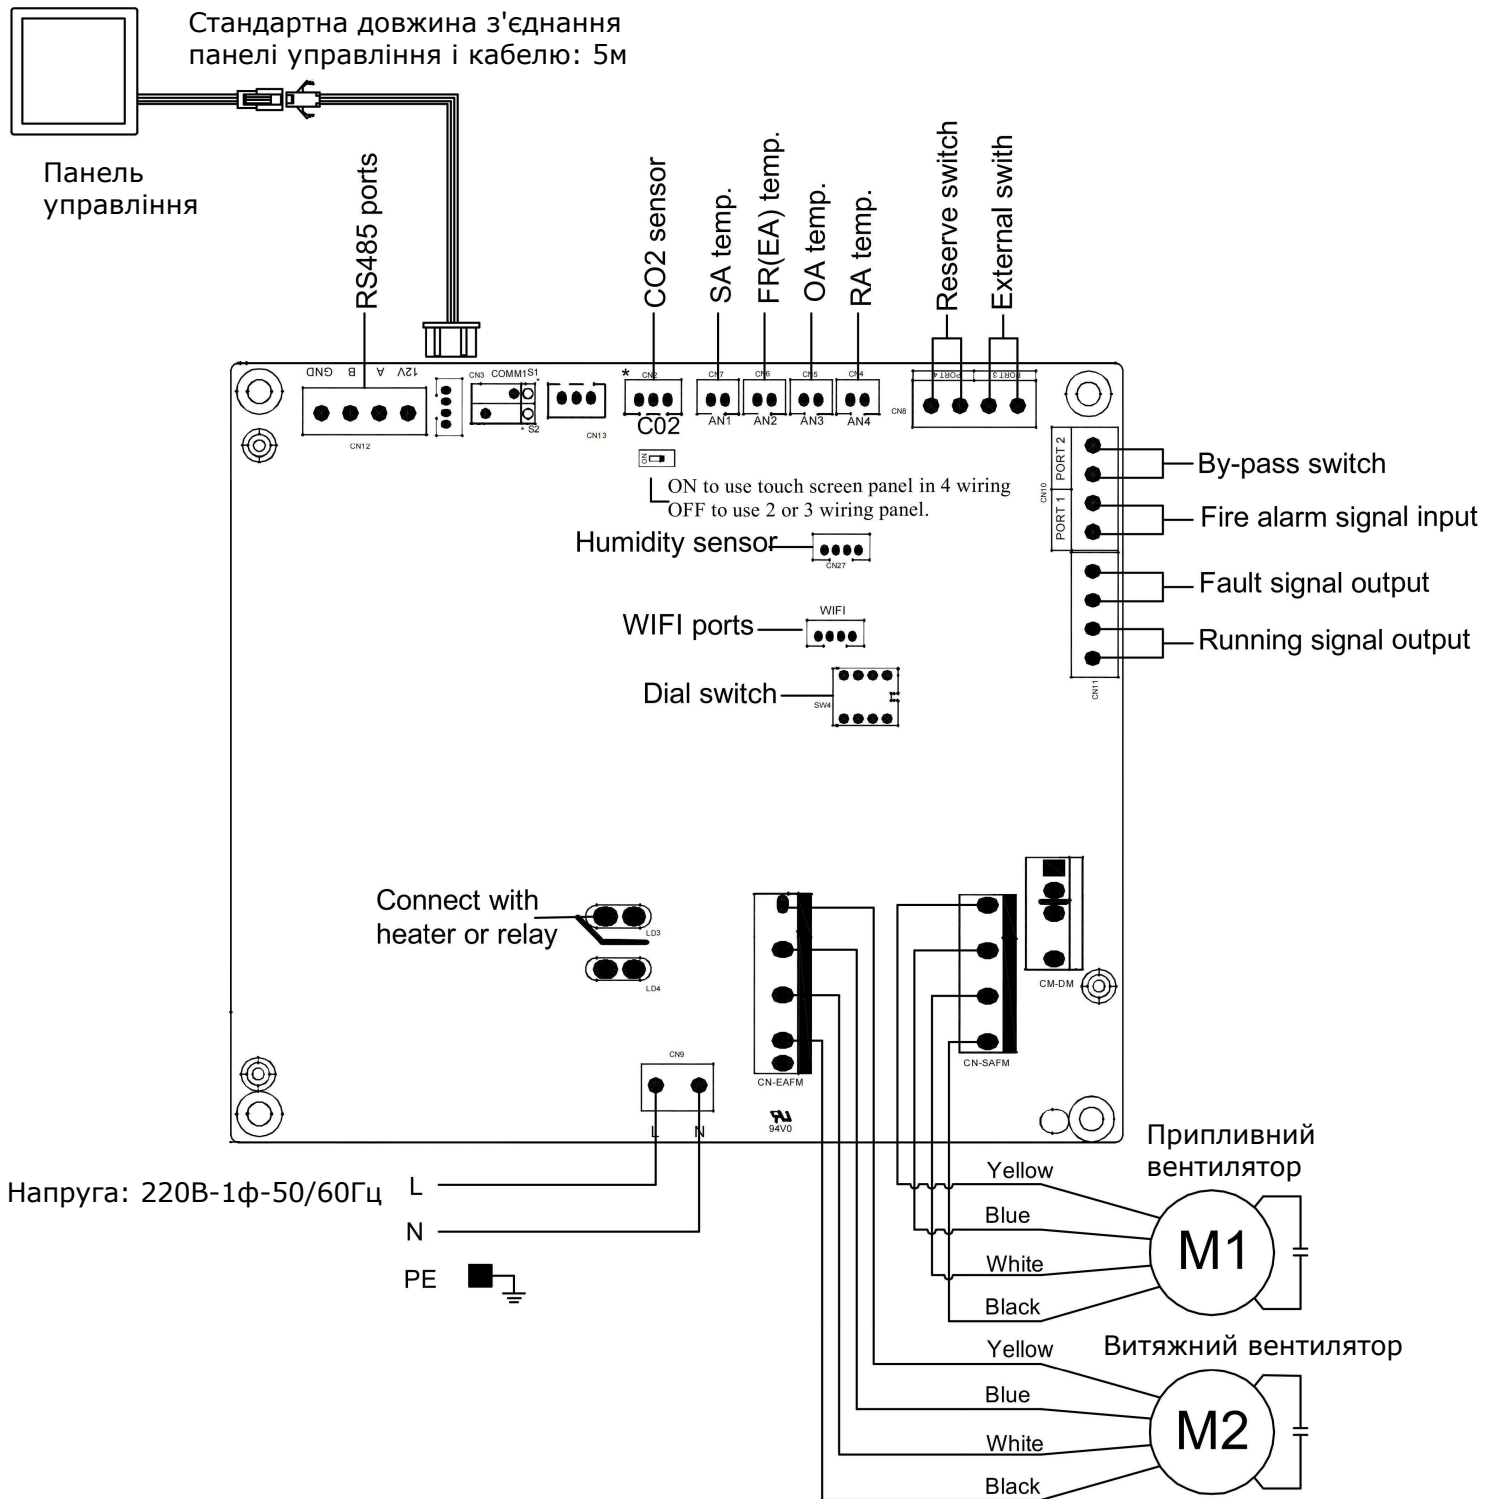 Стандартна довжина з'єднання
панелі управління і кабелю: 5м
Панель
управління
RS485 ports
CO2 sensor
SA temp.
FR(EA) temp.
OA temp.
RA temp.
Reserve switch
External swith
GND
B
A
12V
CN12
CN3
COMM1
S1
*
* S2
CN13
*
CN2
C02
CN7
AN1
CN6
AN2
CN5
AN3
CN4
AN4
CN8
PORT 4
PORT 3
ON
ON to use touch screen panel in 4 wiring
OFF to use 2 or 3 wiring panel.
CN10
PORT 2
PORT 1
By-pass switch
Fire alarm signal input
Fault signal output
Running signal output
CN11
Humidity sensor
CN27
WIFI ports
WIFI
Dial switch
SW4
Connect with
heater or relay
LD3
LD4
CN9
L
N
CN-EAFM
94V0
CN-SAFM
CM-DM
Напруга: 220В-1ф-50/60Гц
L
N
PE
Припливний
вентилятор
Yellow
Blue
White
Black
M1
Витяжний вентилятор
Yellow
Blue
White
Black
M2